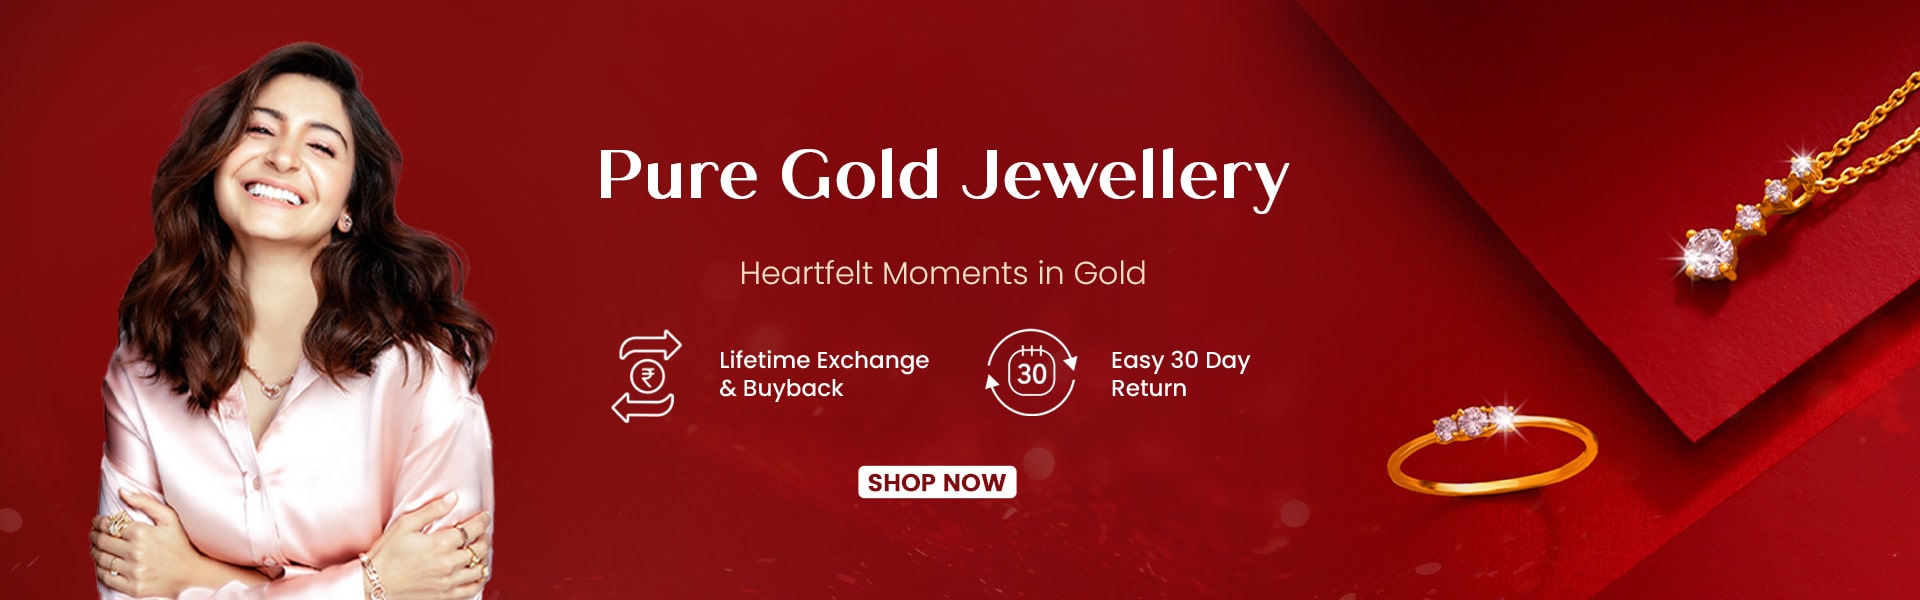 Pure Gold Jewellery
Heartfelt Moments in Gold
₹
Lifetime Exchange
& Buyback
30
Easy 30 Day
Return
SHOP NOW